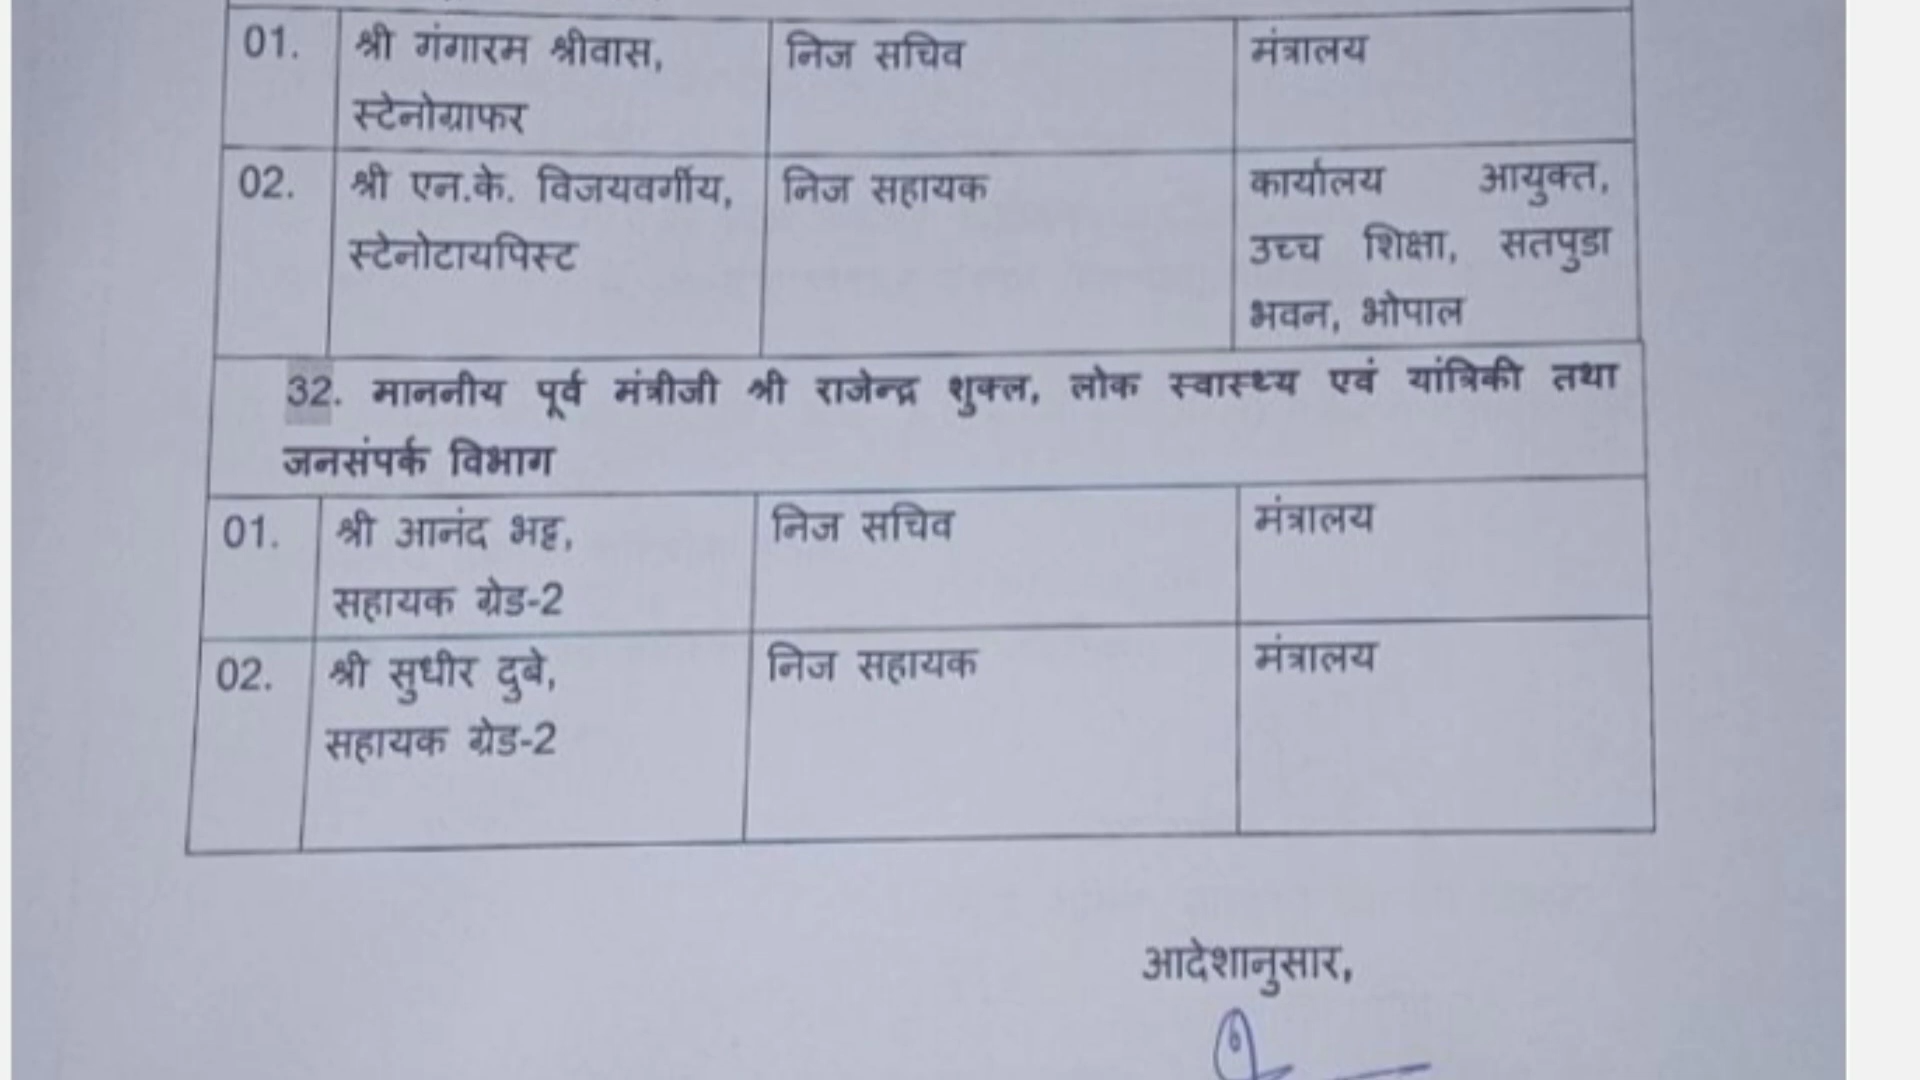 01. श्री गंगाराम श्रीवास, निज सचिव मंत्रालय
स्टेनोग्राफर
02. श्री एन.के. विजयवर्गीय, निज सहायक कार्यालय आयुक्त,
स्टेनोटायपिस्ट उच्च शिक्षा, सतपुडा
भवन, भोपाल
32. माननीय पूर्व मंत्रीजी श्री राजेन्द्र शुक्ल, लोक स्वास्थ्य एवं यांत्रिकी तथा
जनसंपर्क विभाग
01. श्री आनंद भट्ट, निज सचिव मंत्रालय
सहायक ग्रेड-2
02. श्री सुधीर दुबे, निज सहायक मंत्रालय
सहायक ग्रेड-2
आदेशानुसार,